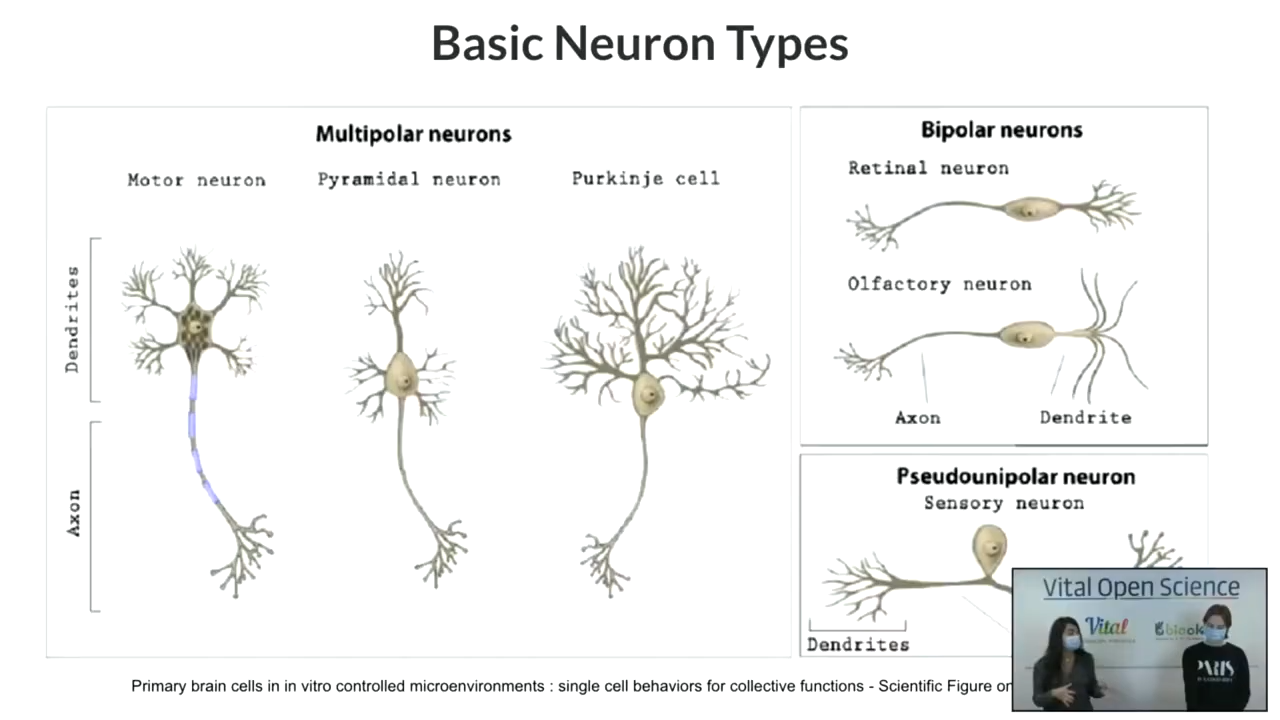 Basic Neuron Types
Multipolar neurons
Motor neuron
Pyramidal neuron
Purkinje cell
Dendrites
Axon
Bipolar neurons
Retinal neuron
Olfactory neuron
Axon
Dendrite
Pseudounipolar neuron
Sensory neuron
Dendrites
Primary brain cells in in vitro controlled microenvironments : single cell behaviors for collective functions - Scientific Figure on
Vital Open Science
Vital
PARIS